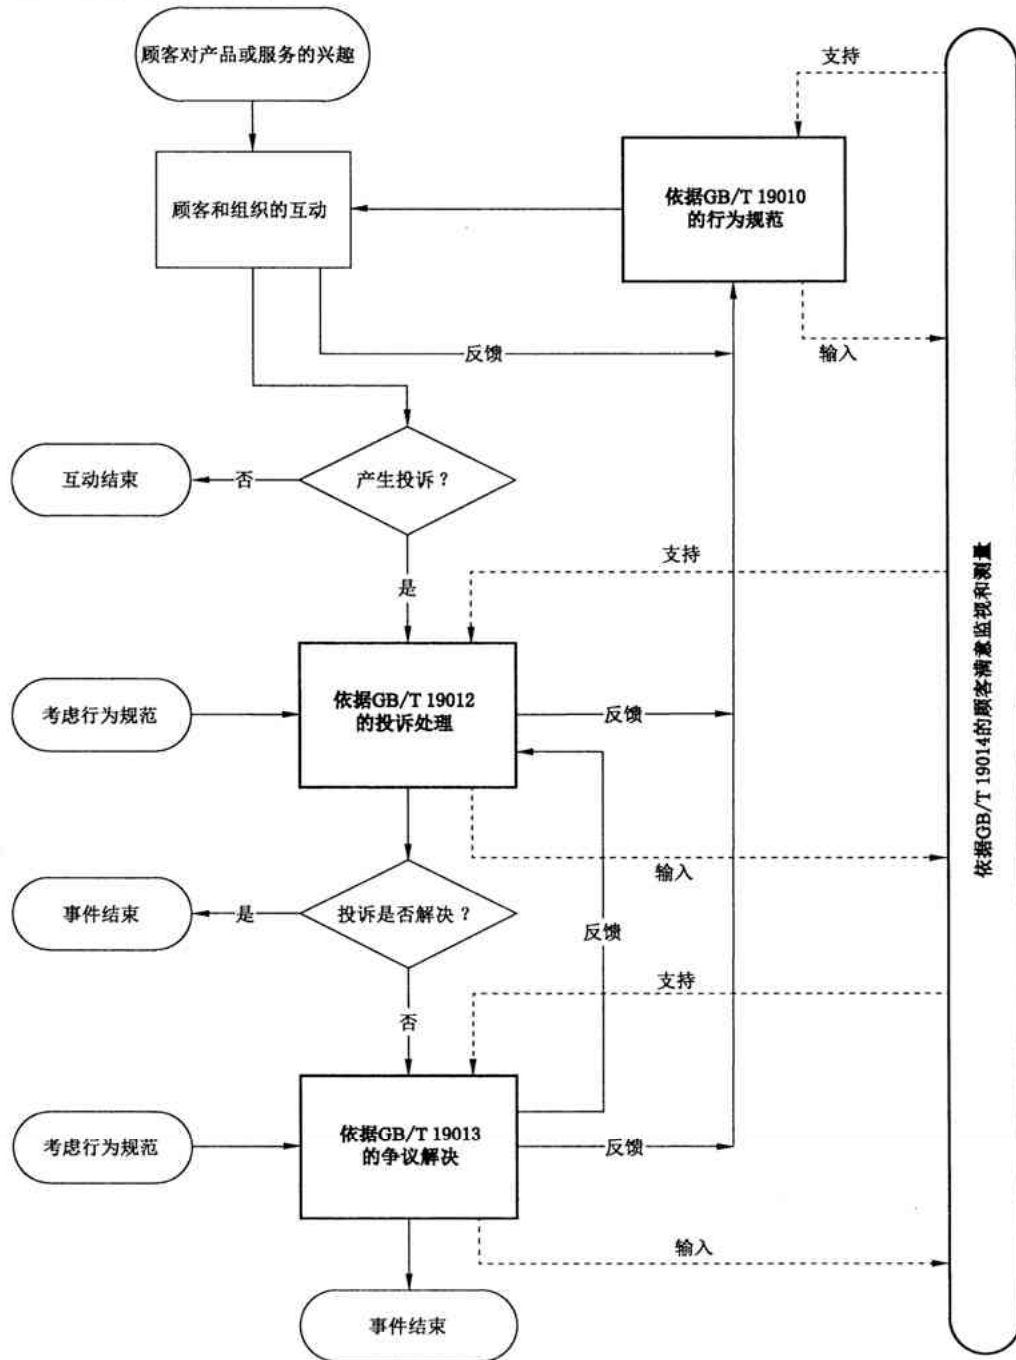 顾客对产品或服务的兴趣
支持
依据GB/T 19010
的行为规范
顾客和组织的互动
反馈
输入
互动结束
否
产生投诉？
支持
是
依据GB/T 19014的顾客满意监视和测量
考虑行为规范
依据GB/T 19012
的投诉处理
反馈
输入
事件结束
是
投诉是否解决？
反馈
支持
否
考虑行为规范
依据GB/T 19013
的争议解决
反馈
输入
事件结束